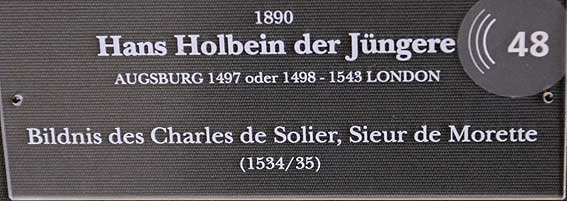 1890
Hans Holbein der Jüngere
48
AUGSBURG 1497 oder 1498 - 1543 LONDON
Bildnis des Charles de Solier, Sieur de Morette
(1534/35)